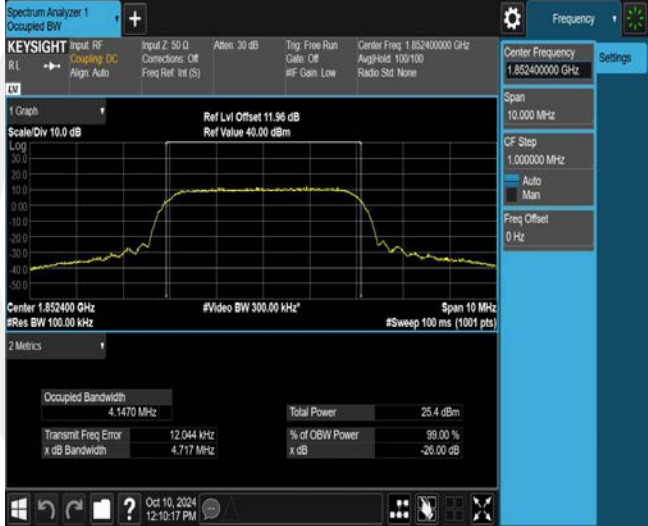 Spectrum Analyzer 1
Occupied BW
+
Frequency
KEYSIGHT
RL
Input: RF
Coupling: DC
Align: Auto
Input Z: 50 Ω
Corrections: Off
Freq Ref: Int (S)
Atten: 30 dB
Trig: Free Run
Gate: Off
#IF Gain: Low
Center Freq: 1.852400000 GHz
Avg|Hold: 100/100
Radio Std: None
Center Frequency
1.852400000 GHz
Settings
Span
10.000 MHz
CF Step
1.000000 MHz
Auto
Man
Freq Offset
0 Hz
1 Graph
Scale/Div 10.0 dB
Ref Lvl Offset 11.96 dB
Ref Value 40.00 dBm
Log
30.0
20.0
10.0
0.00
-10.0
-20.0
-30.0
-40.0
-50.0
Center 1.852400 GHz
#Res BW 100.00 kHz
#Video BW 300.00 kHz*
Span 10 MHz
#Sweep 100 ms (1001 pts)
2 Metrics
Occupied Bandwidth
4.1470 MHz
Total Power 25.4 dBm
Transmit Freq Error 12.044 kHz
% of OBW Power 99.00 %
x dB Bandwidth 4.717 MHz
x dB -26.00 dB
?
Oct 10, 2024
12:10:17 PM